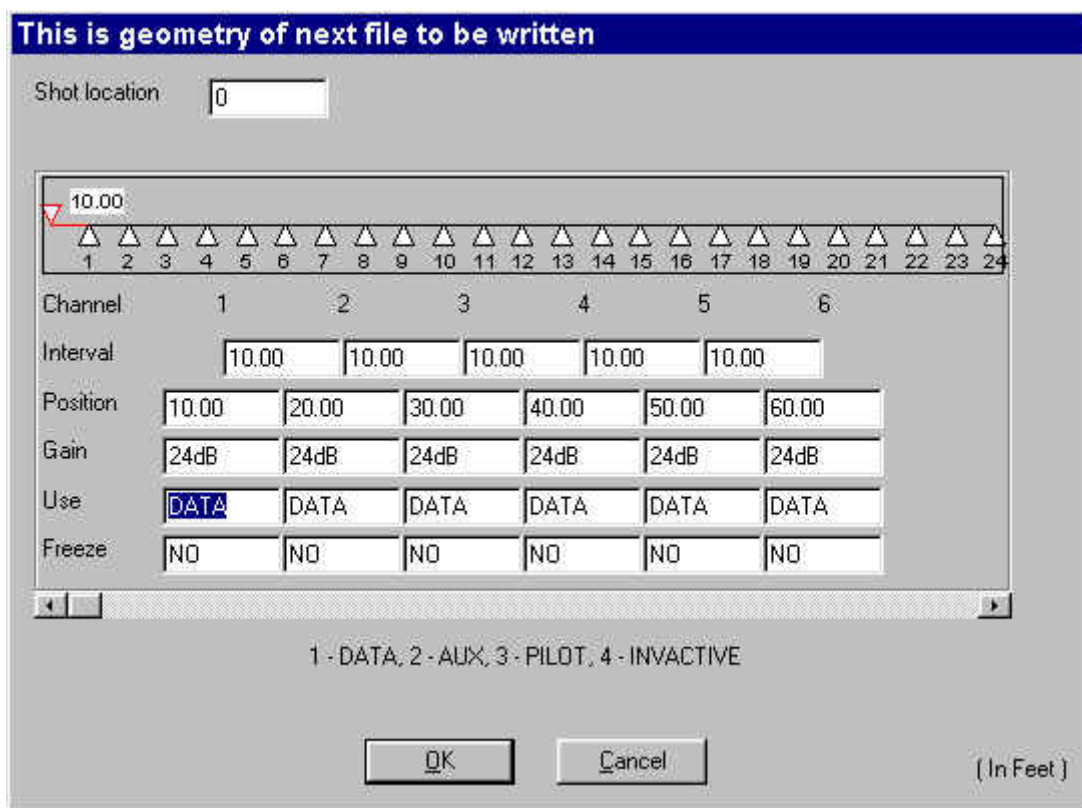 This is geometry of next file to be written
Shot location 0
10.00
1 2 3 4 5 6 7 8 9 10 11 12 13 14 15 16 17 18 19 20 21 22 23 24
Channel 1 2 3 4 5 6
Interval 10.00 10.00 10.00 10.00 10.00
Position 10.00 20.00 30.00 40.00 50.00 60.00
Gain 24dB 24dB 24dB 24dB 24dB 24dB
Use DATA DATA DATA DATA DATA DATA
Freeze NO NO NO NO NO NO
1 - DATA, 2 - AUX, 3 - PILOT, 4 - INVACTIVE
OK Cancel
( In Feet )